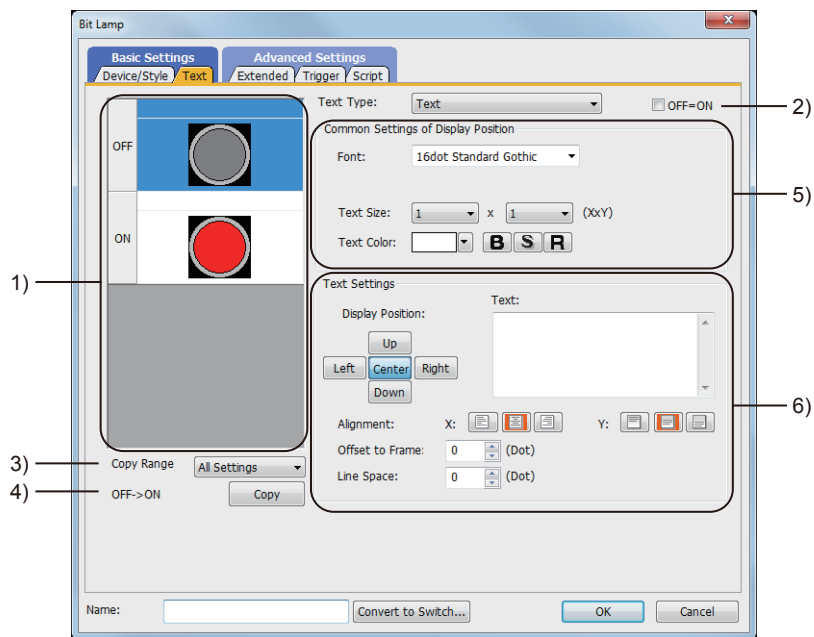 Bit Lamp
Basic Settings Advanced Settings
Device/Style Text Extended Trigger Script
Text Type: Text OFF=ON 2)
Common Settings of Display Position
OFF
Font: 16dot Standard Gothic
5)
Text Size: 1 x 1 (XxY)
ON
Text Color: B S R
1)
Text Settings
Text:
Display Position:
Up
Left Center Right
Down
6)
Alignment: X: Y:
Offset to Frame: 0 (Dot)
3) Copy Range All Settings
Line Space: 0 (Dot)
4) OFF->ON Copy
Name: Convert to Switch... OK Cancel